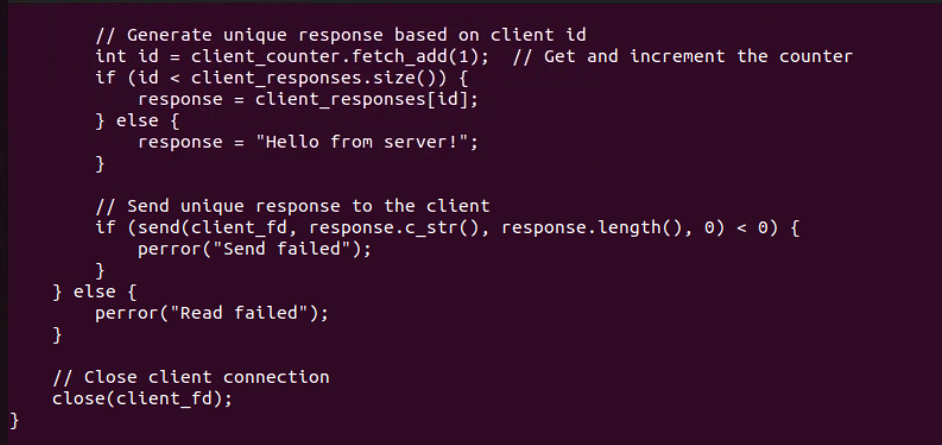 // Generate unique response based on client id
        int id = client_counter.fetch_add(1);  // Get and increment the counter
        if (id < client_responses.size()) {
            response = client_responses[id];
        } else {
            response = "Hello from server!";
        }

        // Send unique response to the client
        if (send(client_fd, response.c_str(), response.length(), 0) < 0) {
            perror("Send failed");
        }
    } else {
        perror("Read failed");
    }

    // Close client connection
    close(client_fd);
}